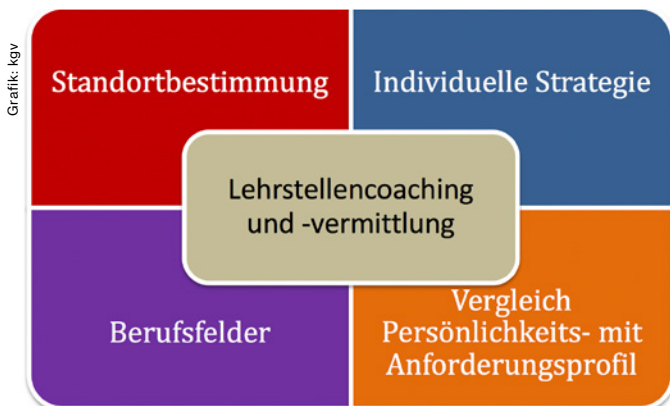 Grafik: kgv
Standortbestimmung
Individuelle Strategie
Lehrstellencoaching
und -vermittlung
Berufsfelder
Vergleich
Persönlichkeits- mit
Anforderungsprofil